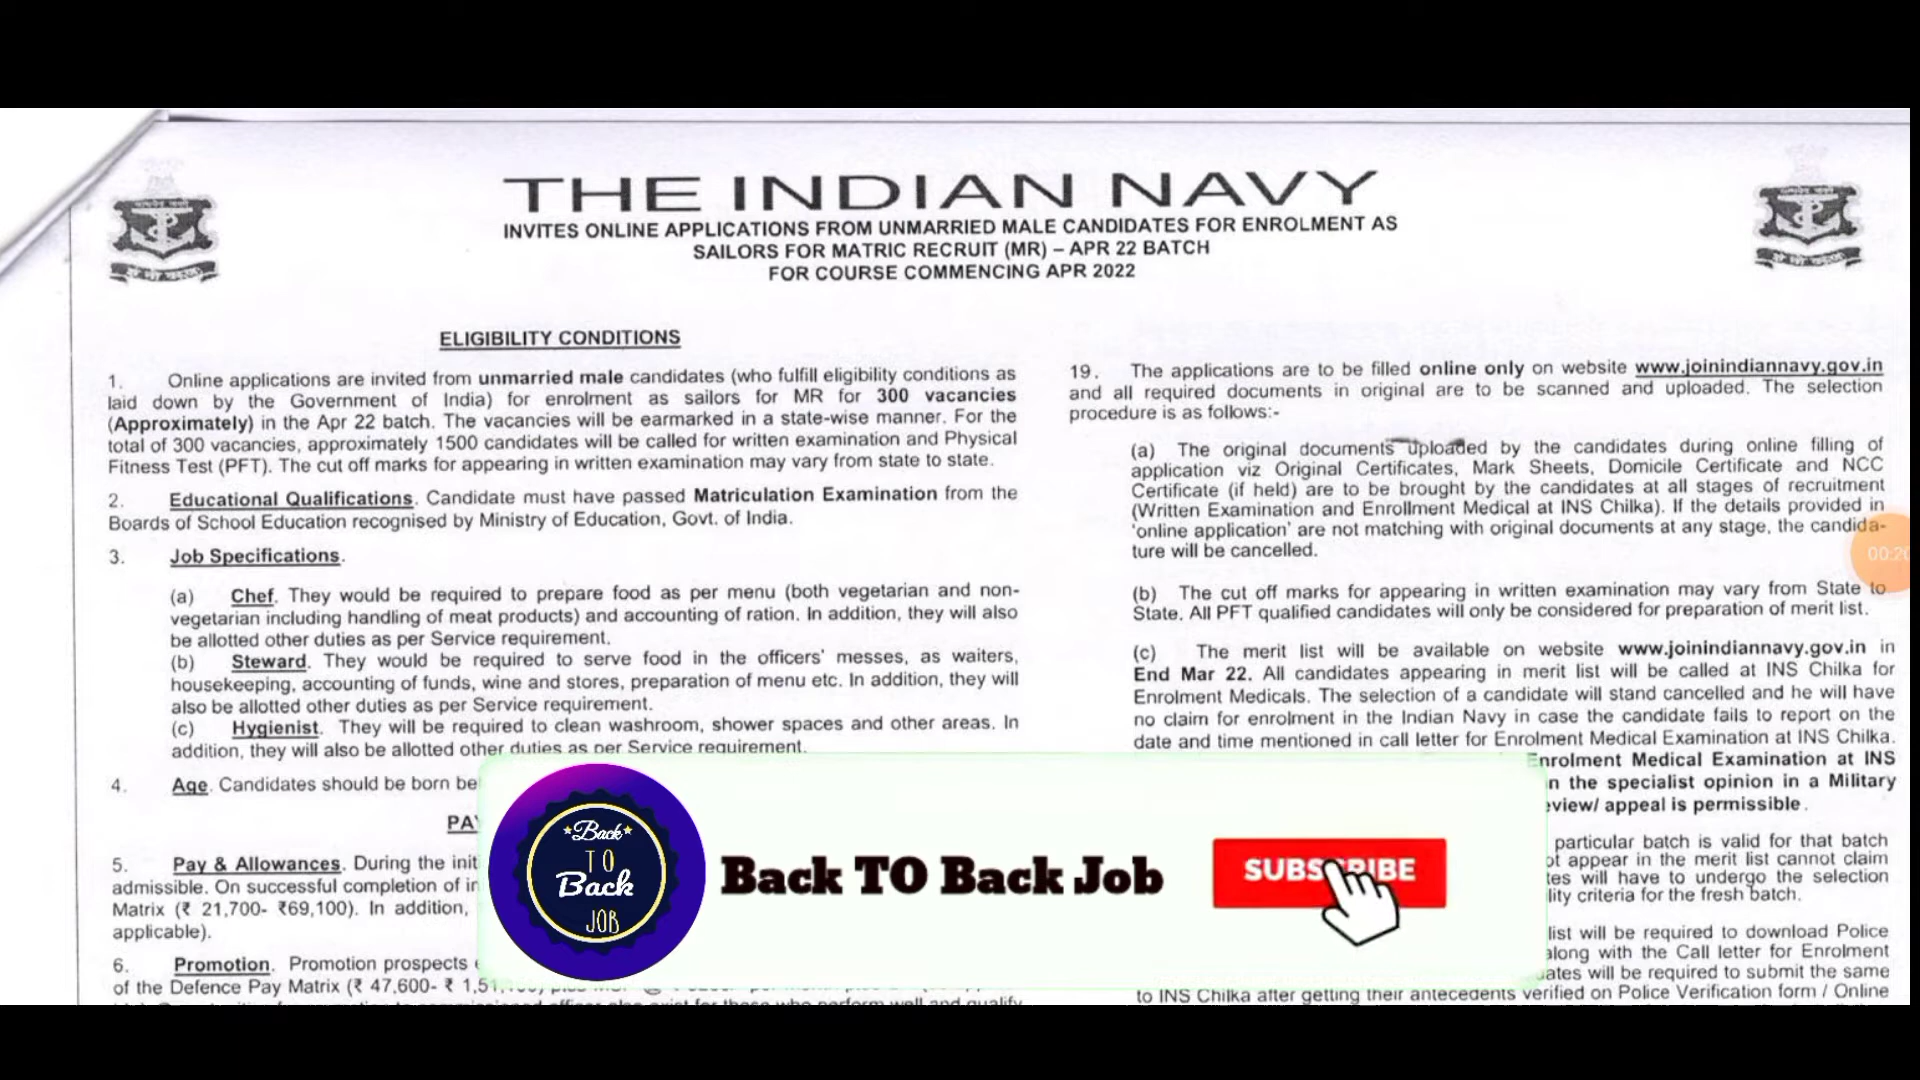 THE INDIAN NAVY
INVITES ONLINE APPLICATIONS FROM UNMARRIED MALE CANDIDATES FOR ENROLMENT AS
SAILORS FOR MATRIC RECRUIT (MR) – APR 22 BATCH
FOR COURSE COMMENCING APR 2022
ELIGIBILITY CONDITIONS
1. Online applications are invited from unmarried male candidates (who fulfill eligibility conditions as
laid down by the Government of India) for enrolment as sailors for MR for 300 vacancies
(Approximately) in the Apr 22 batch. The vacancies will be earmarked in a state-wise manner. For the
total of 300 vacancies, approximately 1500 candidates will be called for written examination and Physical
Fitness Test (PFT). The cut off marks for appearing in written examination may vary from state to state.
2. Educational Qualifications. Candidate must have passed Matriculation Examination from the
Boards of School Education recognised by Ministry of Education, Govt. of India.
3. Job Specifications.
(a) Chef. They would be required to prepare food as per menu (both vegetarian and non-
vegetarian including handling of meat products) and accounting of ration. In addition, they will also
be allotted other duties as per Service requirement.
(b) Steward. They would be required to serve food in the officers' messes, as waiters,
housekeeping, accounting of funds, wine and stores, preparation of menu etc. In addition, they will
also be allotted other duties as per Service requirement.
(c) Hygienist. They will be required to clean washroom, shower spaces and other areas. In
addition, they will also be allotted other duties as per Service requirement.
4. Age. Candidates should be born be
PAY
5. Pay & Allowances. During the init
admissible. On successful completion of in
Matrix (₹ 21,700- ₹69,100). In addition,
applicable).
6. Promotion. Promotion prospects
of the Defence Pay Matrix (₹ 47,600- ₹ 1,51,
19. The applications are to be filled online only on website www.joinindiannavy.gov.in
and all required documents in original are to be scanned and uploaded. The selection
procedure is as follows:-
(a) The original documents uploaded by the candidates during online filling of
application viz Original Certificates, Mark Sheets, Domicile Certificate and NCC
Certificate (if held) are to be brought by the candidates at all stages of recruitment
(Written Examination and Enrollment Medical at INS Chilka). If the details provided in
'online application' are not matching with original documents at any stage, the candida-
ture will be cancelled.
(b) The cut off marks for appearing in written examination may vary from State to
State. All PFT qualified candidates will only be considered for preparation of merit list.
(c) The merit list will be available on website www.joinindiannavy.gov.in in
End Mar 22. All candidates appearing in merit list will be called at INS Chilka for
Enrolment Medicals. The selection of a candidate will stand cancelled and he will have
no claim for enrolment in the Indian Navy in case the candidate fails to report on the
date and time mentioned in call letter for Enrolment Medical Examination at INS Chilka.
Enrolment Medical Examination at INS
n the specialist opinion in a Military
eview/ appeal is permissible.
particular batch is valid for that batch
ot appear in the merit list cannot claim
tes will have to undergo the selection
lity criteria for the fresh batch.
list will be required to download Police
along with the Call letter for Enrolment
dates will be required to submit the same
to INS Chilka after getting their antecedents verified on Police Verification form / Online
00:20
Back
TO
Back
JOB
Back TO Back Job
SUBSCRIBE